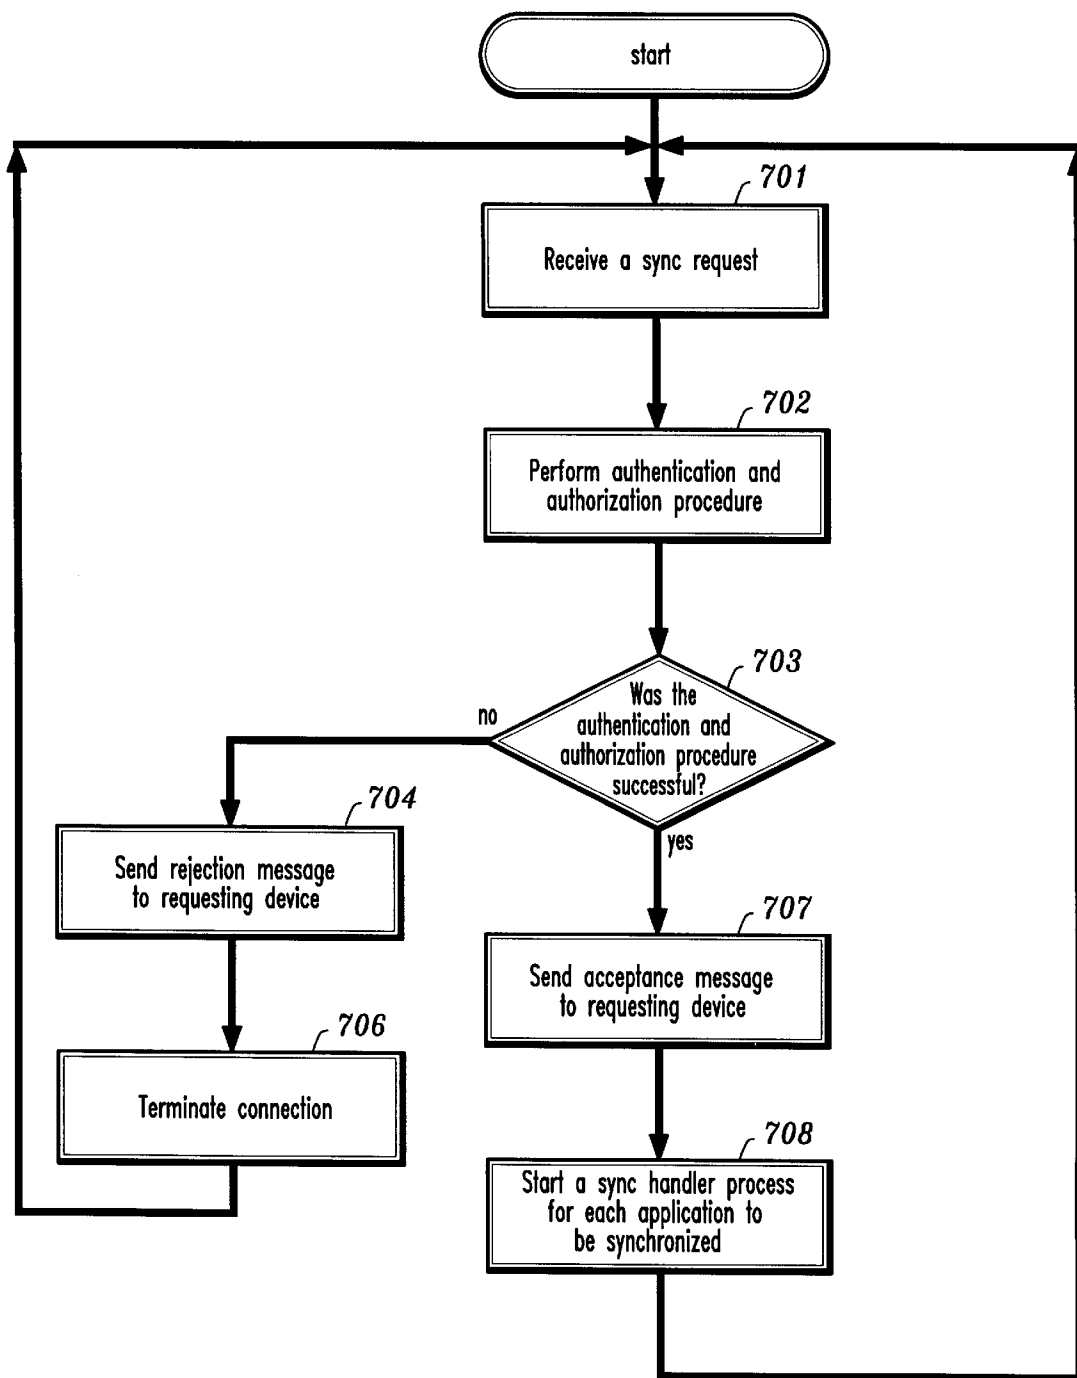 start
701
Receive a sync request
702
Perform authentication and
authorization procedure
703
Was the
authentication and
authorization procedure
successful?
no
yes
704
Send rejection message
to requesting device
706
Terminate connection
707
Send acceptance message
to requesting device
708
Start a sync handler process
for each application to
be synchronized